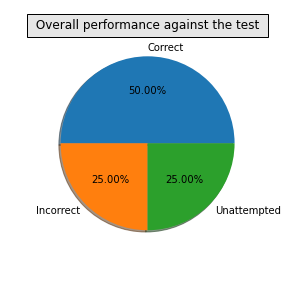 Overall performance against the test
Correct
50.00%
25.00%
25.00%
Incorrect
Unattempted